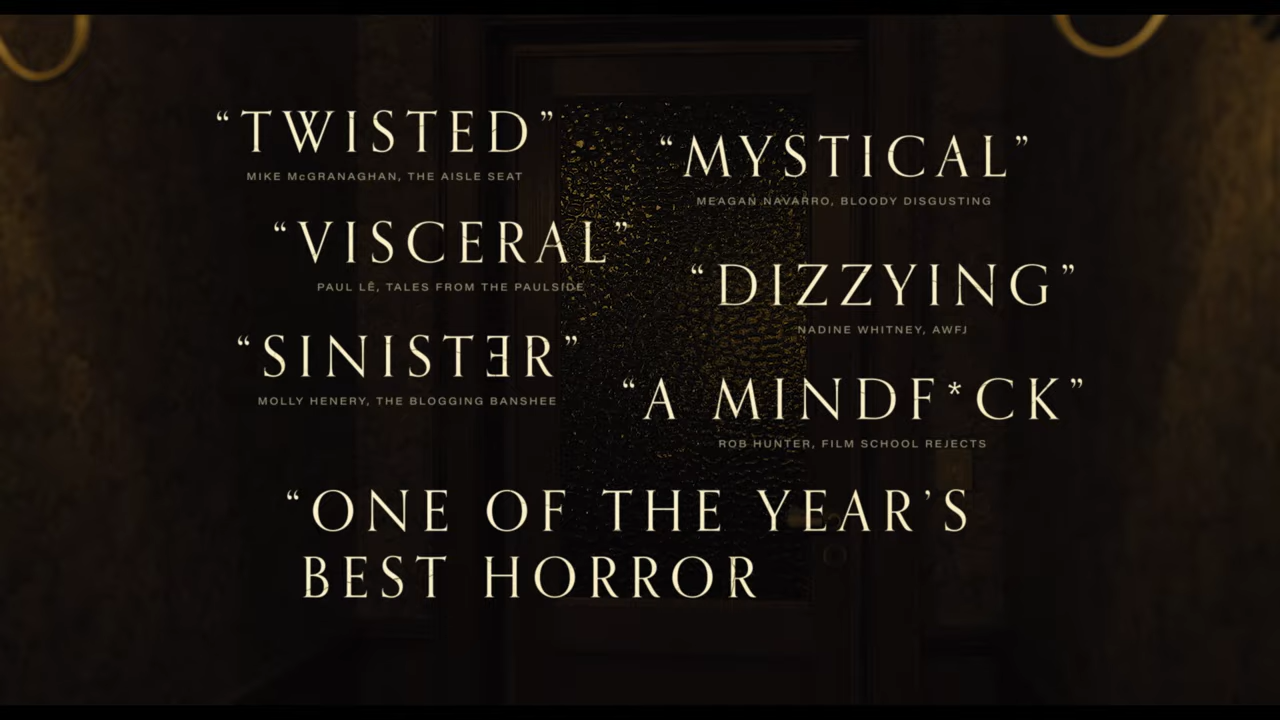 “TWISTED”
MIKE McGRANAGHAN, THE AISLE SEAT
“MYSTICAL”
MEAGAN NAVARRO, BLOODY DISGUSTING
“VISCERAL”
PAUL LÊ, TALES FROM THE PAULSIDE
“DIZZYING”
NADINE WHITNEY, AWFJ
“SINISTƎR”
MOLLY HENERY, THE BLOGGING BANSHEE
“A MINDF*CK”
ROB HUNTER, FILM SCHOOL REJECTS
“ONE OF THE YEAR’S
BEST HORROR